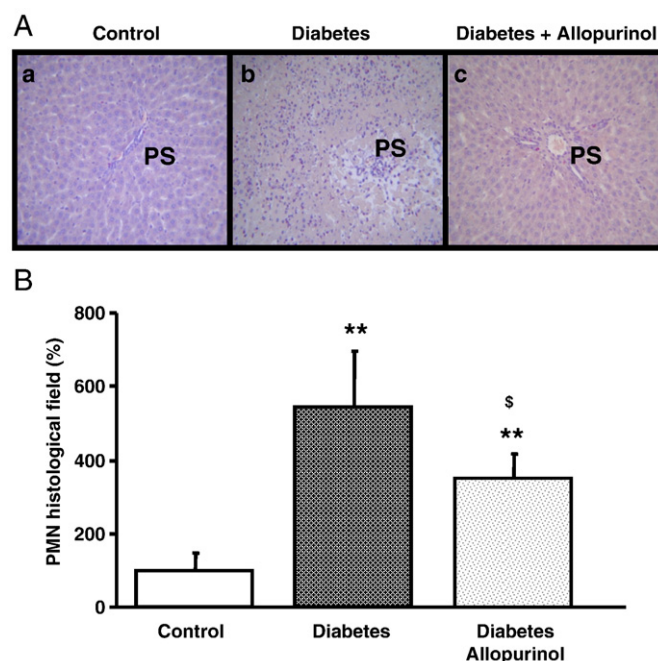 A
Control Diabetes Diabetes + Allopurinol
a b c
PS PS PS
B
PMN histological field (%)
800
600
400
200
0
**
$
**
Control Diabetes Diabetes
Allopurinol